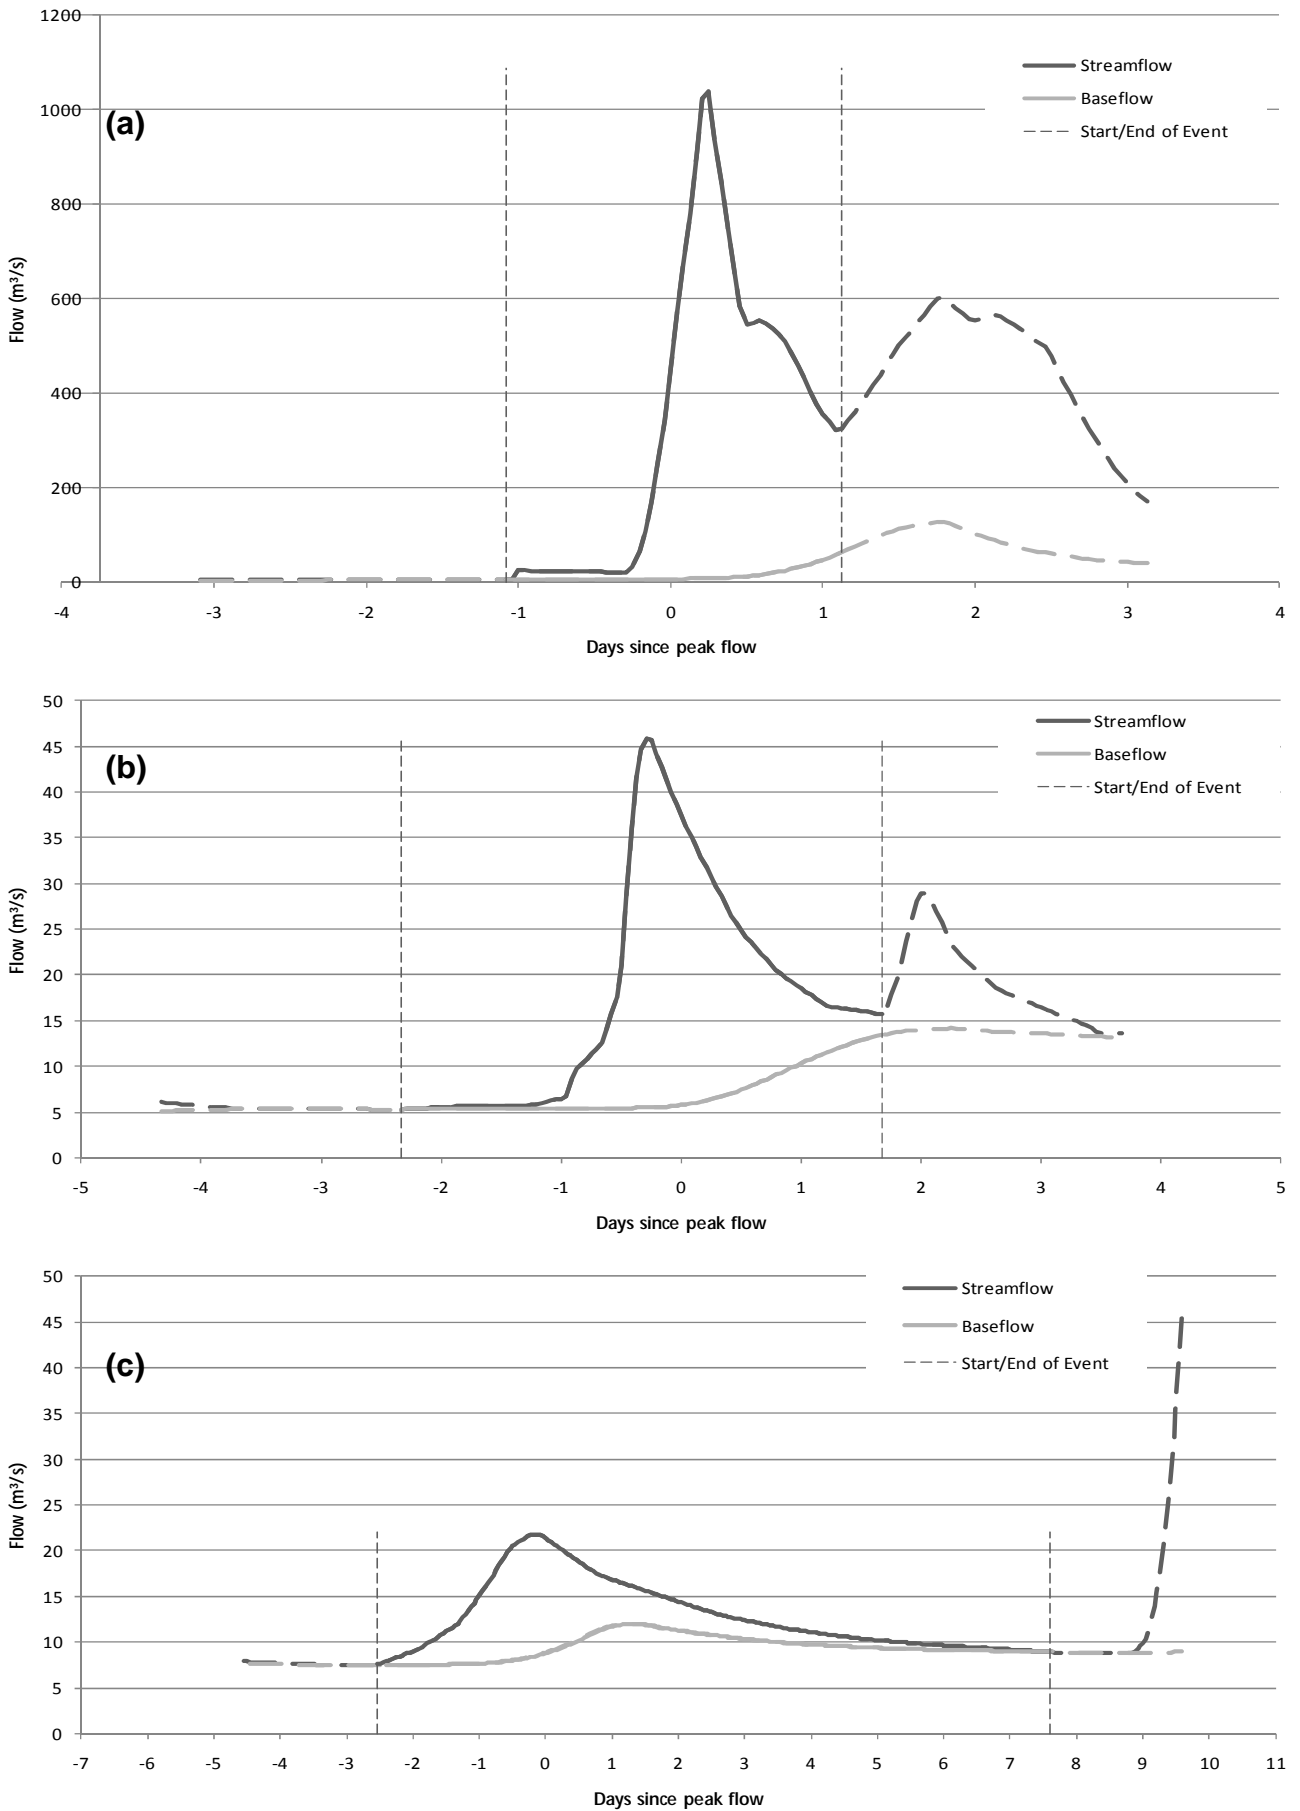 1200
1000
800
600
400
200
0
Flow (m³/s)
(a)
Streamflow
Baseflow
Start/End of Event
-4 -3 -2 -1 0 1 2 3 4
Days since peak flow
50
45
40
35
30
25
20
15
10
5
0
Flow (m³/s)
(b)
Streamflow
Baseflow
Start/End of Event
-5 -4 -3 -2 -1 0 1 2 3 4 5
Days since peak flow
50
45
40
35
30
25
20
15
10
5
0
Flow (m³/s)
(c)
Streamflow
Baseflow
Start/End of Event
-7 -6 -5 -4 -3 -2 -1 0 1 2 3 4 5 6 7 8 9 10 11
Days since peak flow